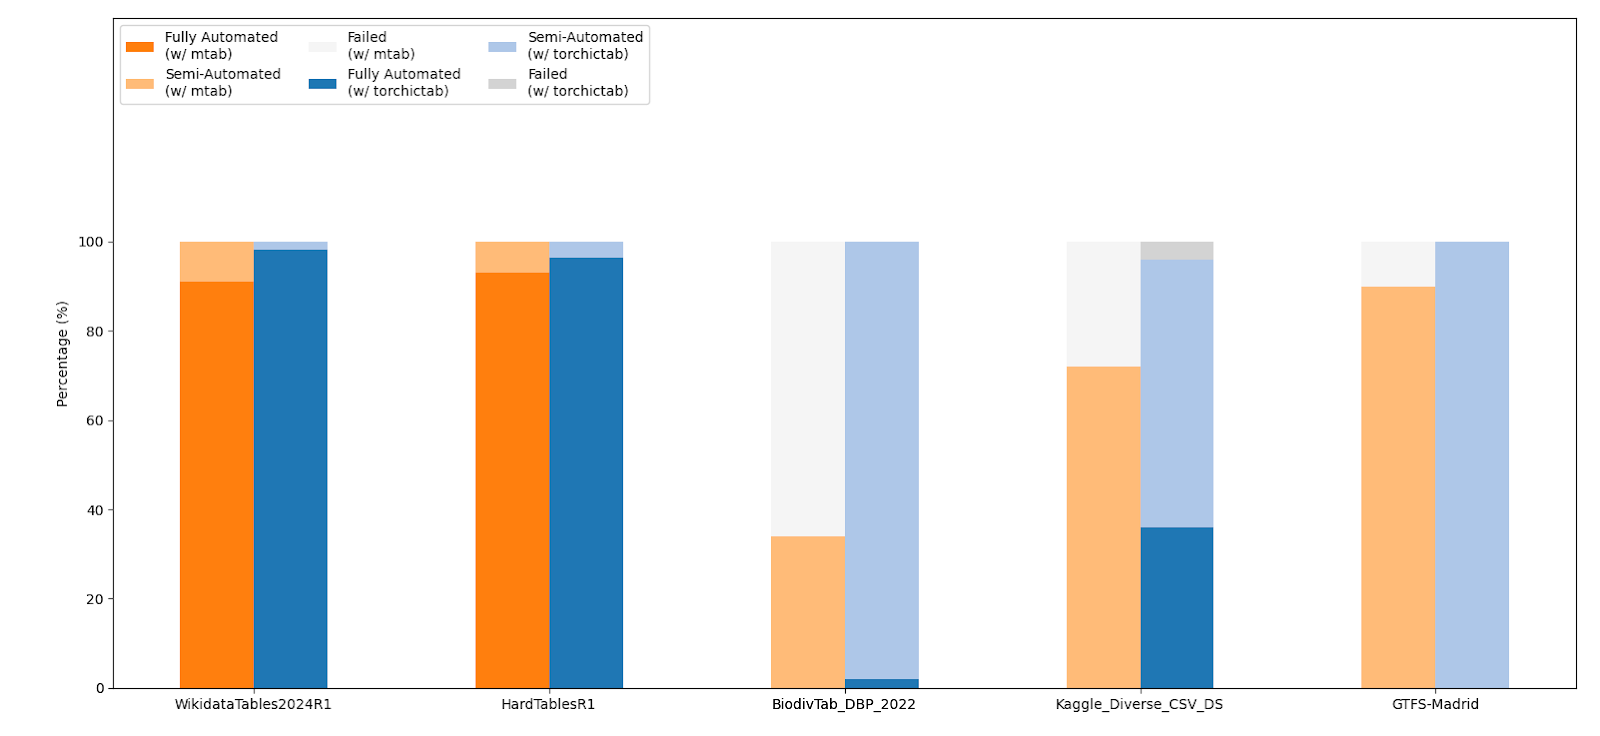 Fully Automated
(w/ mtab)
Semi-Automated
(w/ mtab)
Failed
(w/ mtab)
Fully Automated
(w/ torchictab)
Semi-Automated
(w/ torchictab)
Failed
(w/ torchictab)
Percentage (%)
100
80
60
40
20
0
WikidataTables2024R1
HardTablesR1
BiodivTab_DBP_2022
Kaggle_Diverse_CSV_DS
GTFS-Madrid